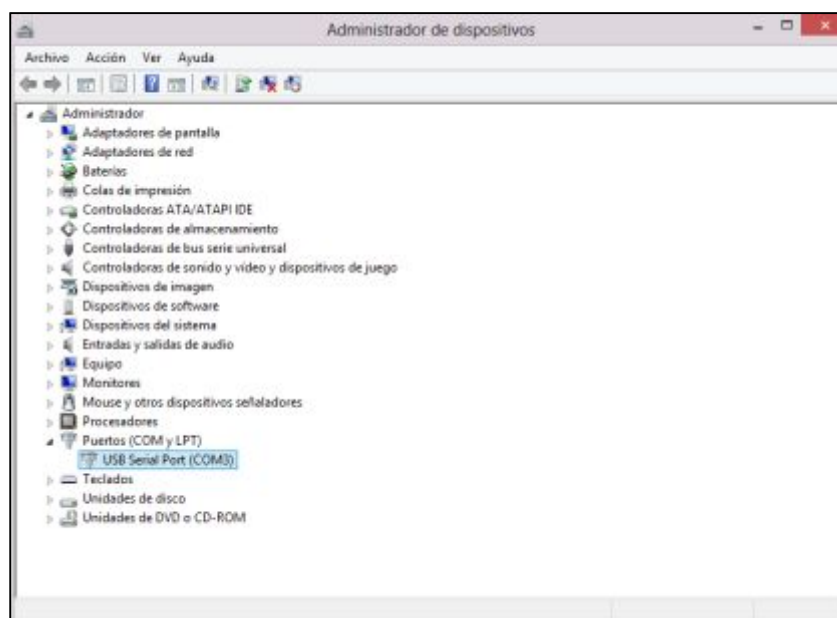 Administrador de dispositivos
Archivo Acción Ver Ayuda
Administrador
Adaptadores de pantalla
Adaptadores de red
Baterías
Colas de impresión
Controladoras ATA/ATAPI IDE
Controladoras de almacenamiento
Controladoras de bus serie universal
Controladoras de sonido y vídeo y dispositivos de juego
Dispositivos de imagen
Dispositivos de software
Dispositivos del sistema
Entradas y salidas de audio
Equipo
Monitores
Mouse y otros dispositivos señaladores
Procesadores
Puertos (COM y LPT)
USB Serial Port (COM3)
Teclados
Unidades de disco
Unidades de DVD o CD-ROM